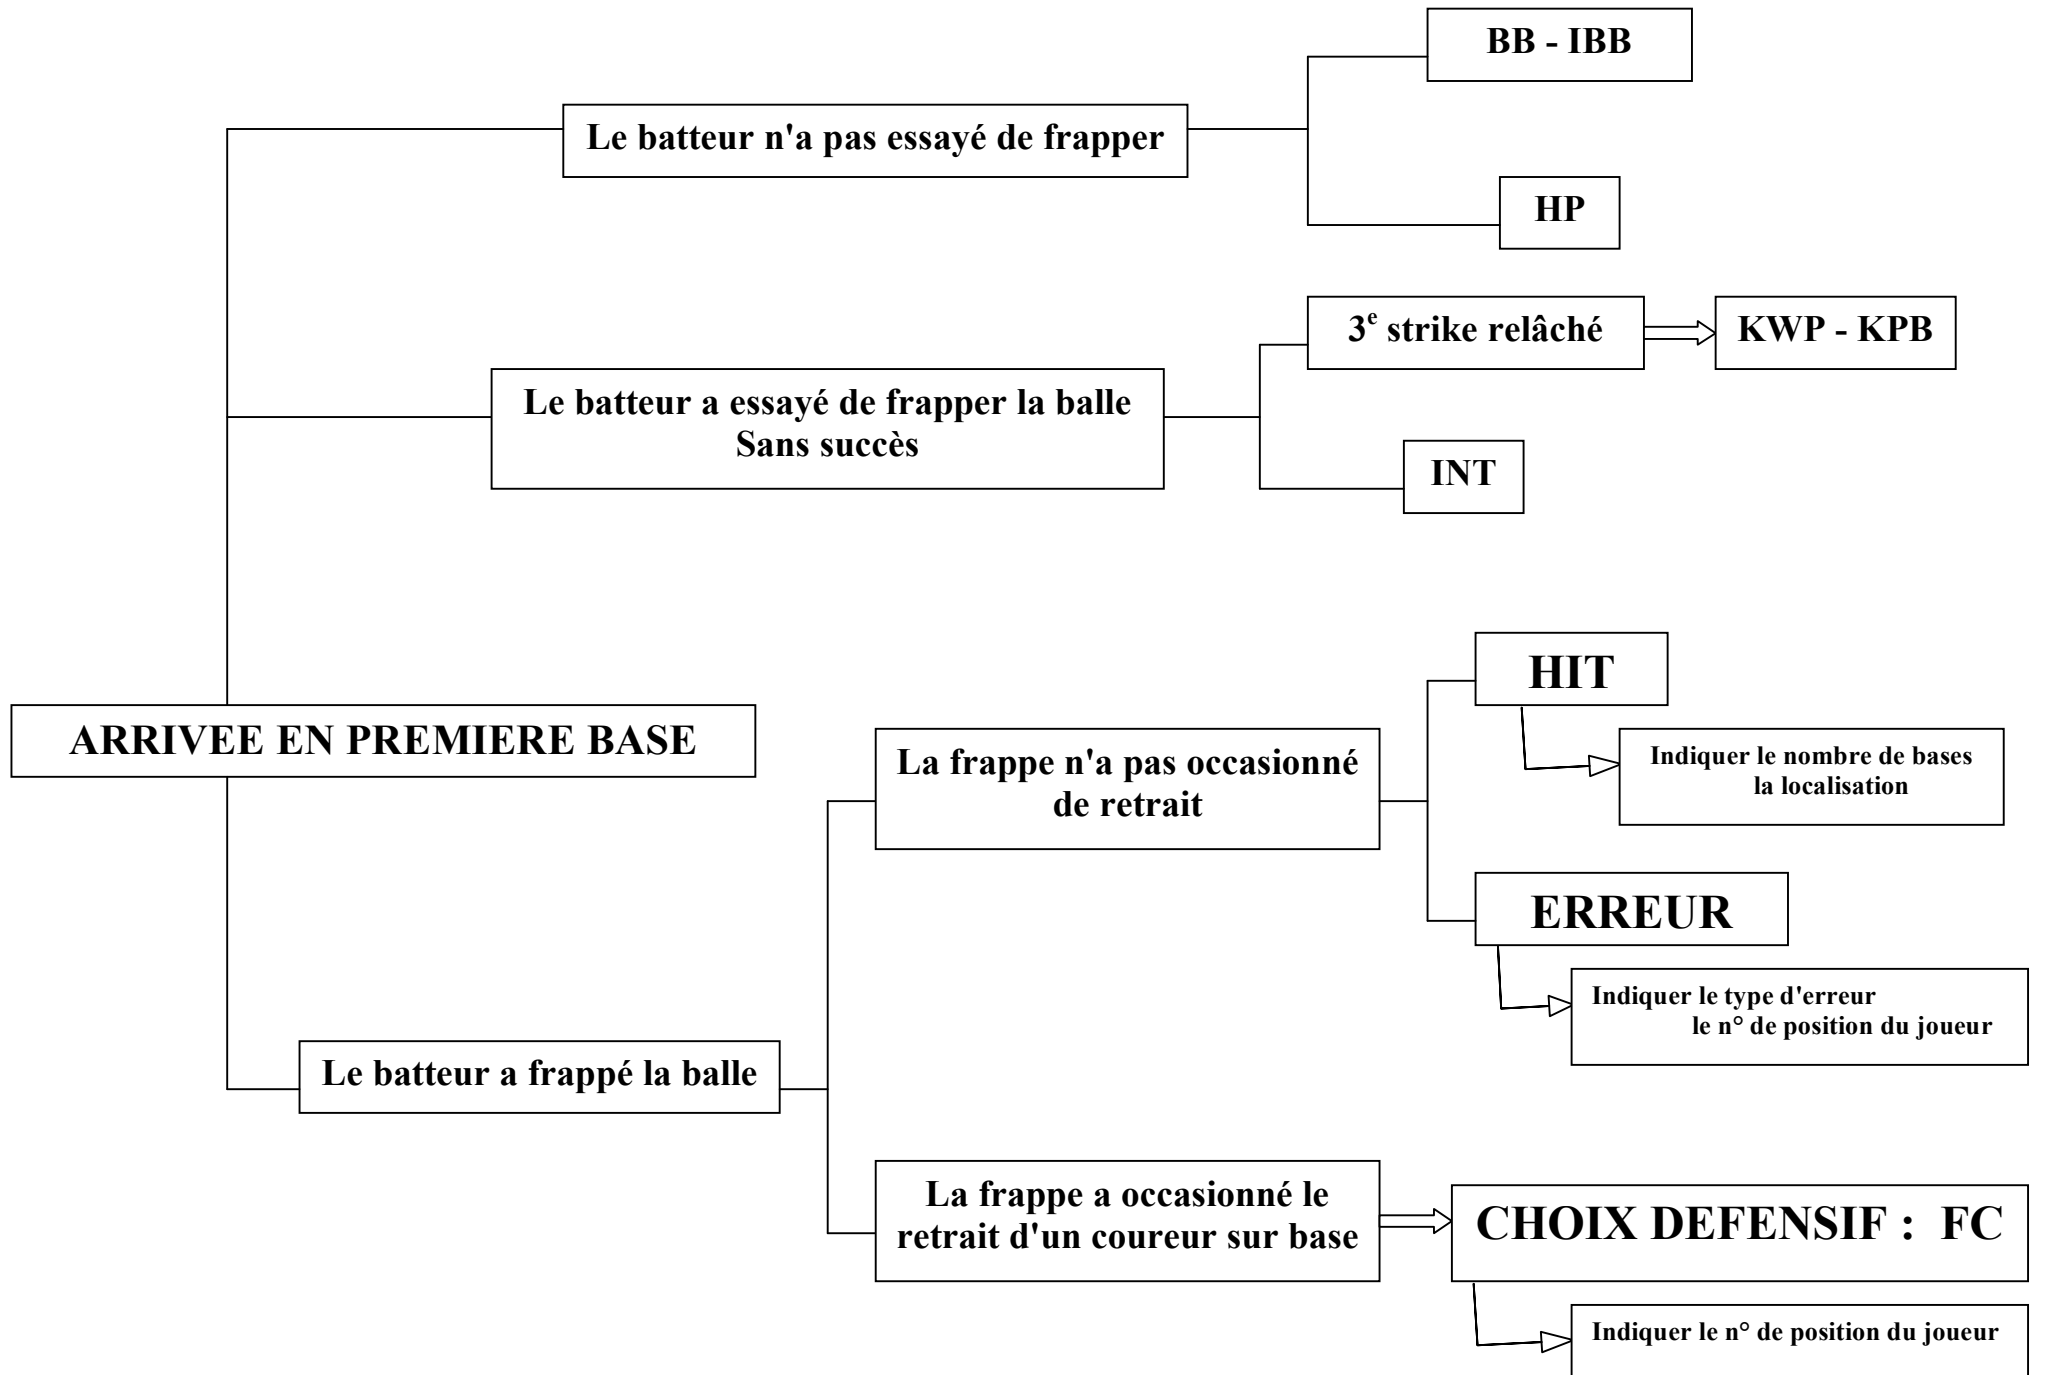 BB - IBB
Le batteur n'a pas essayé de frapper
HP
3e strike relâché
KWP - KPB
Le batteur a essayé de frapper la balle
Sans succès
INT
HIT
ARRIVEE EN PREMIERE BASE
La frappe n'a pas occasionné
de retrait
Indiquer le nombre de bases
la localisation
ERREUR
Indiquer le type d'erreur
le n° de position du joueur
Le batteur a frappé la balle
La frappe a occasionné le
retrait d'un coureur sur base
CHOIX DEFENSIF : FC
Indiquer le n° de position du joueur